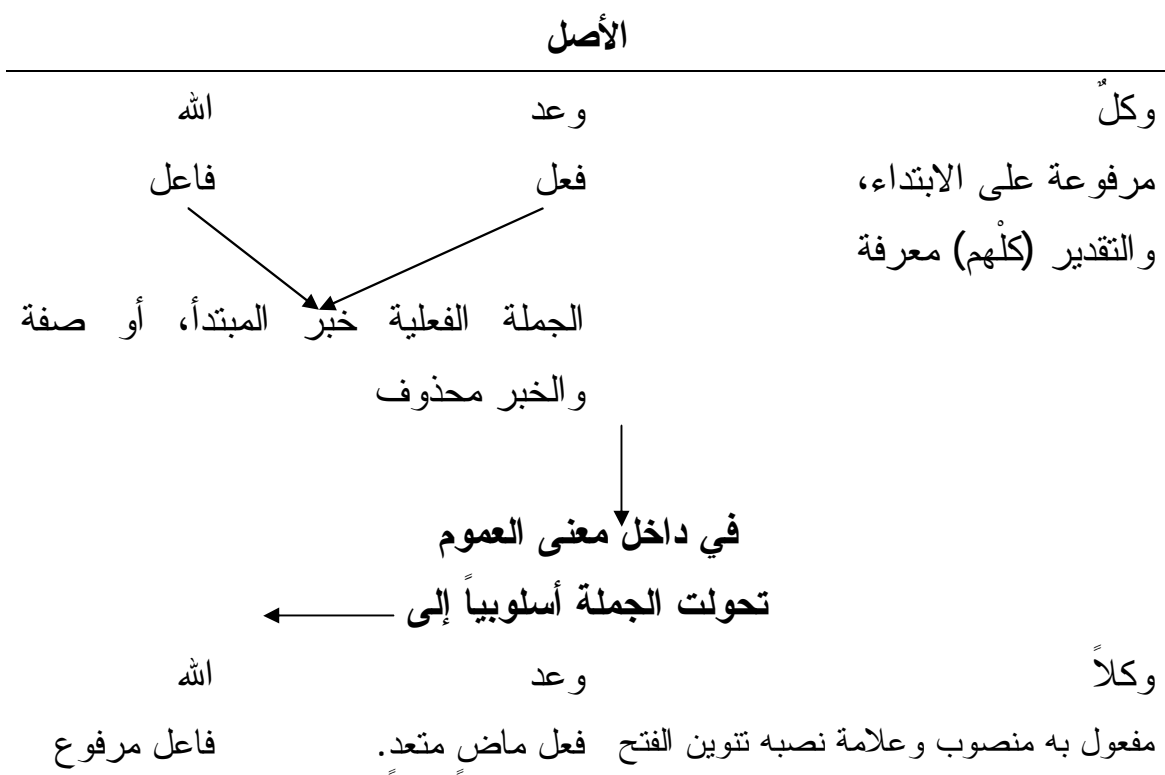 الأصل
وكلٌ وعد الله
مرفوعة على الابتداء، فعل فاعل
والتقدير (كلْهم) معرفة
الجملة الفعلية خبر المبتدأ، أو صفة
والخبر محذوف
في داخل معنى العموم
تحولت الجملة أسلوبياً إلى
وكلاً وعد الله
مفعول به منصوب وعلامة نصبه تنوين الفتح فعل ماضٍ متعدٍ. فاعل مرفوع